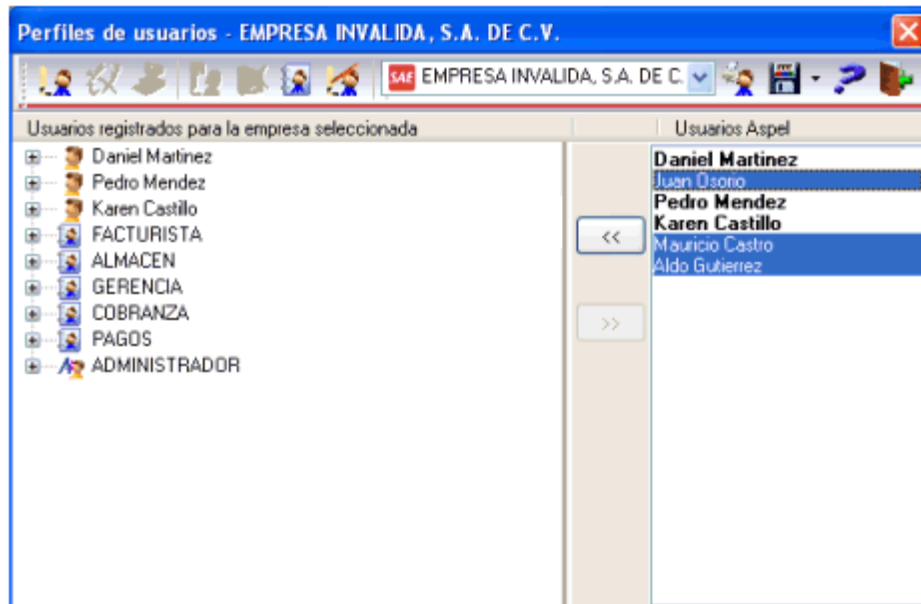 Perfiles de usuarios - EMPRESA INVALIDA, S.A. DE C.V.
SAE EMPRESA INVALIDA, S.A. DE C.
Usuarios registrados para la empresa seleccionada
Usuarios Aspel
Daniel Martinez
Pedro Mendez
Karen Castillo
FACTURISTA
ALMACEN
GERENCIA
COBRANZA
PAGOS
ADMINISTRADOR
<<
>>
Daniel Martinez
Juan Osorio
Pedro Mendez
Karen Castillo
Mauricio Castro
Aldo Gutierrez